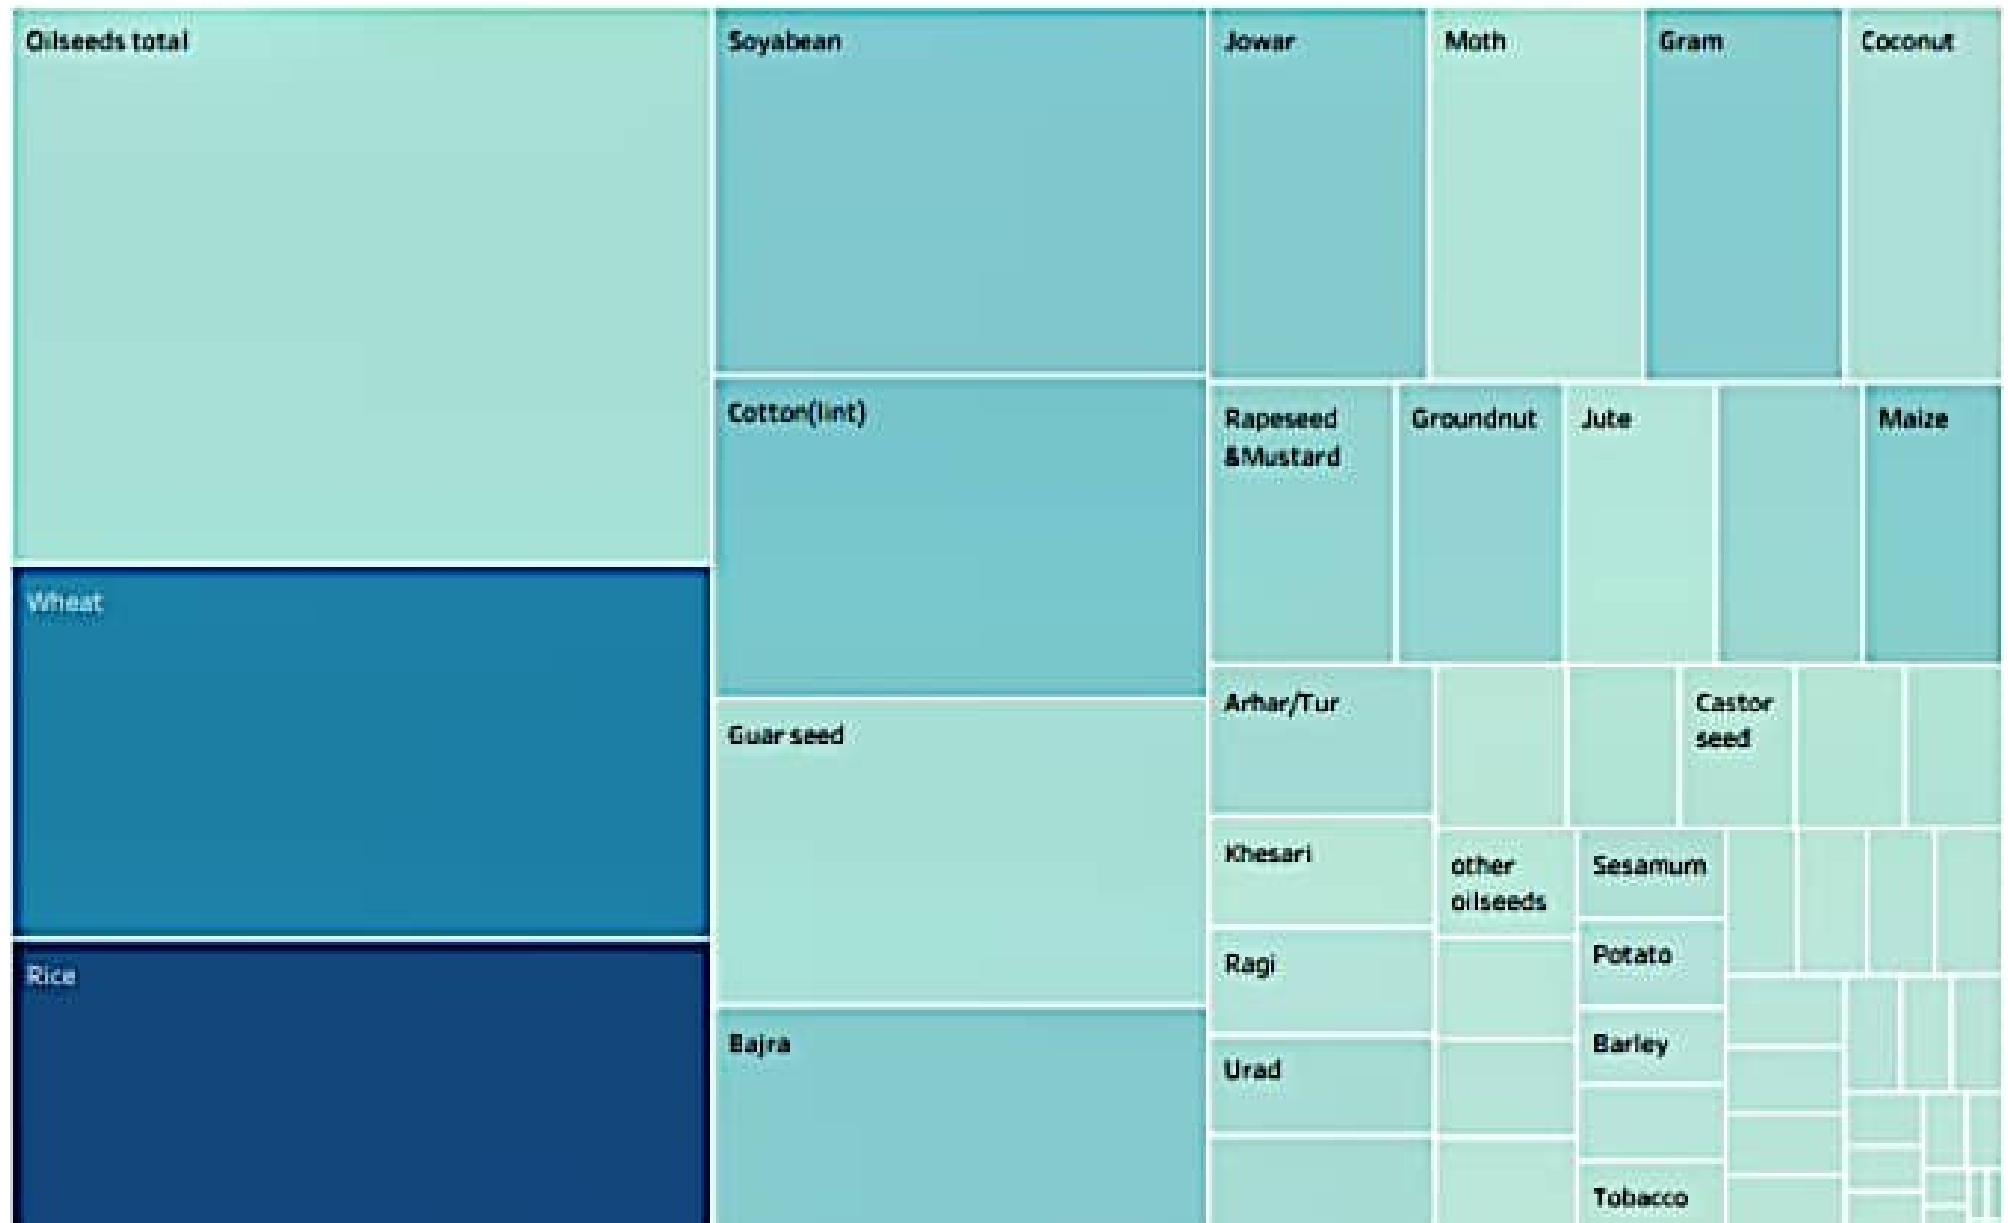 Oilseeds total
Wheat
Rice
Soyabean
Cotton(lint)
Guar seed
Bajra
Jowar
Moth
Gram
Coconut
Rapeseed
&Mustard
Groundnut
Jute
Maize
Arhar/Tur
Castor
seed
Khesari
Ragi
Urad
other
oilseeds
Sesamum
Potato
Barley
Tobacco